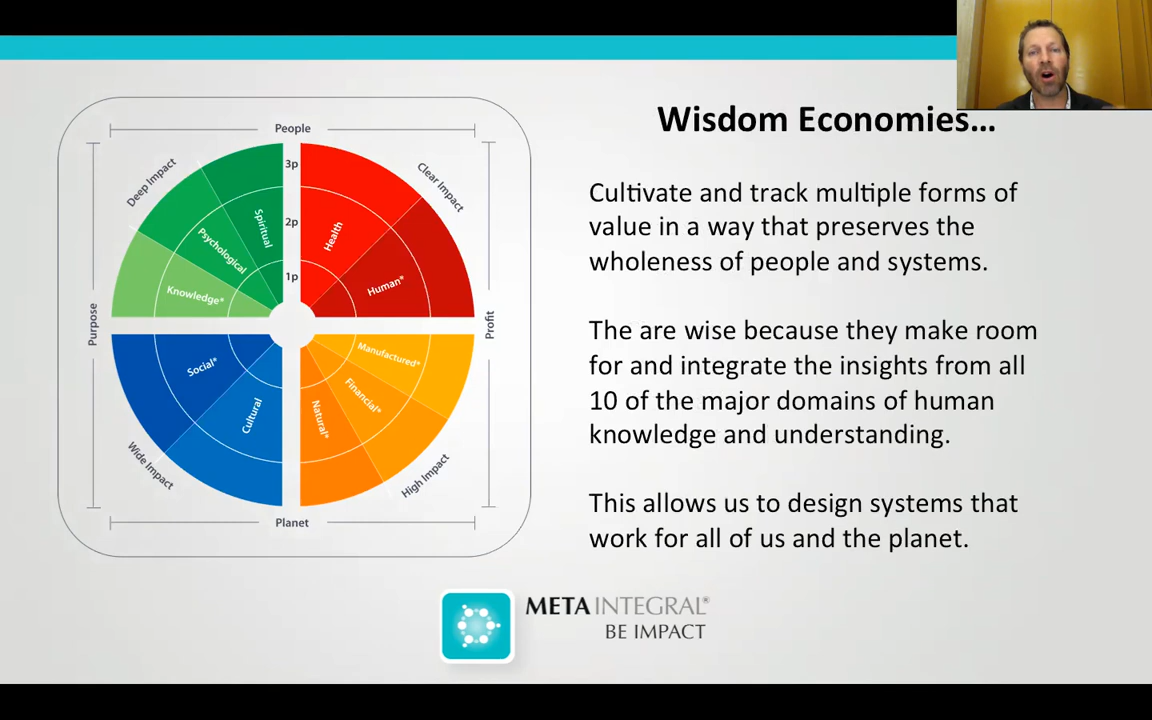 People
Deep Impact
Clear Impact
3p
2p
1p
Spiritual
Psychological
Knowledge*
Health
Human*
Purpose
Profit
Social*
Cultural
Manufactured*
Financial*
Natural*
Wide Impact
High Impact
Planet
Wisdom Economies…
Cultivate and track multiple forms of
value in a way that preserves the
wholeness of people and systems.
The are wise because they make room
for and integrate the insights from all
10 of the major domains of human
knowledge and understanding.
This allows us to design systems that
work for all of us and the planet.
METAINTEGRAL®
BE IMPACT